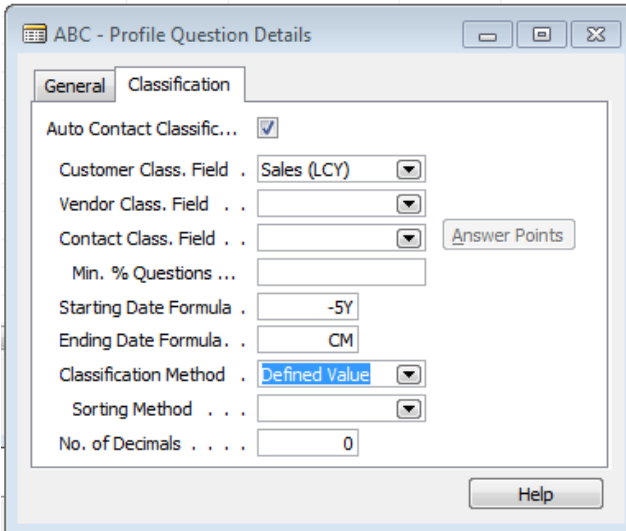 ABC - Profile Question Details
General Classification
Auto Contact Classific...
Customer Class. Field . Sales (LCY)
Vendor Class. Field . .
Contact Class. Field . . Answer Points
Min. % Questions ...
Starting Date Formula . -5Y
Ending Date Formula. . CM
Classification Method . Defined Value
Sorting Method . . .
No. of Decimals . . . . 0
Help